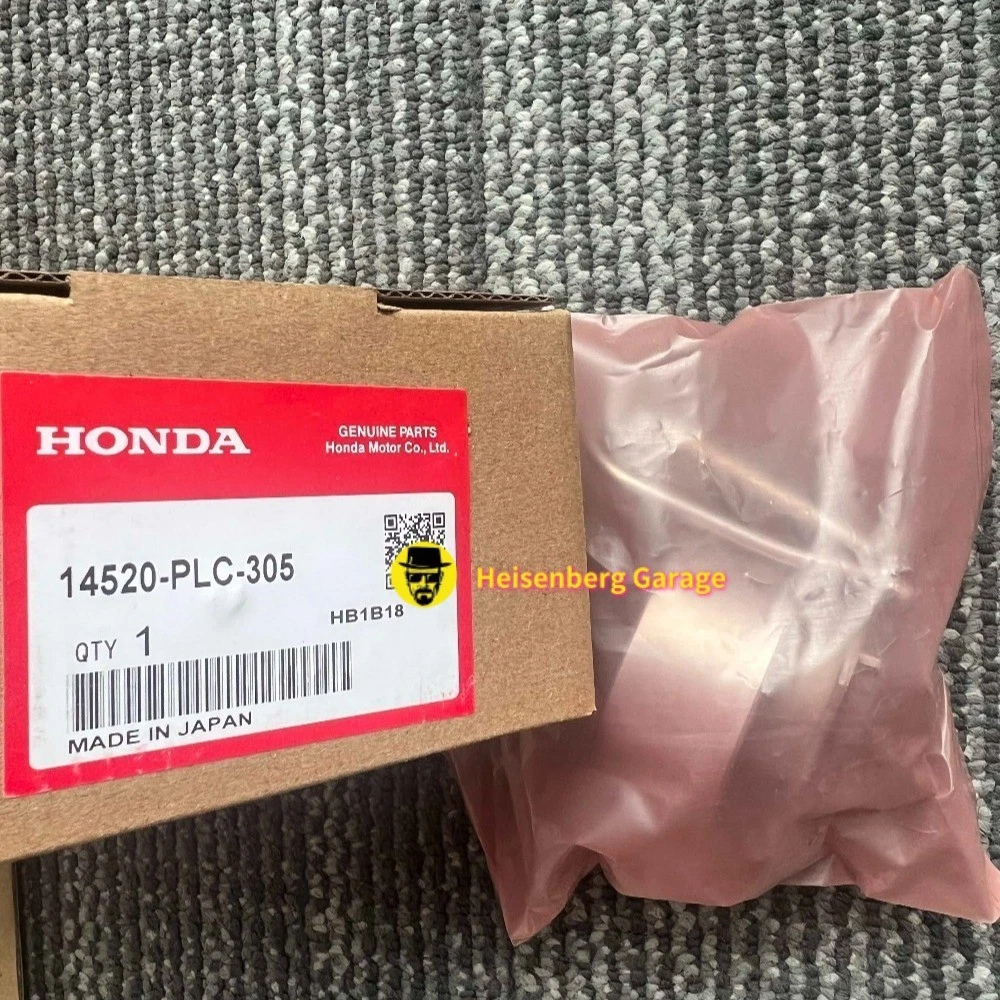 HONDA
GENUINE PARTS
Honda Motor Co., Ltd.
14520-PLC-305
Heisenberg Garage
HB1B18
QTY 1
MADE IN JAPAN